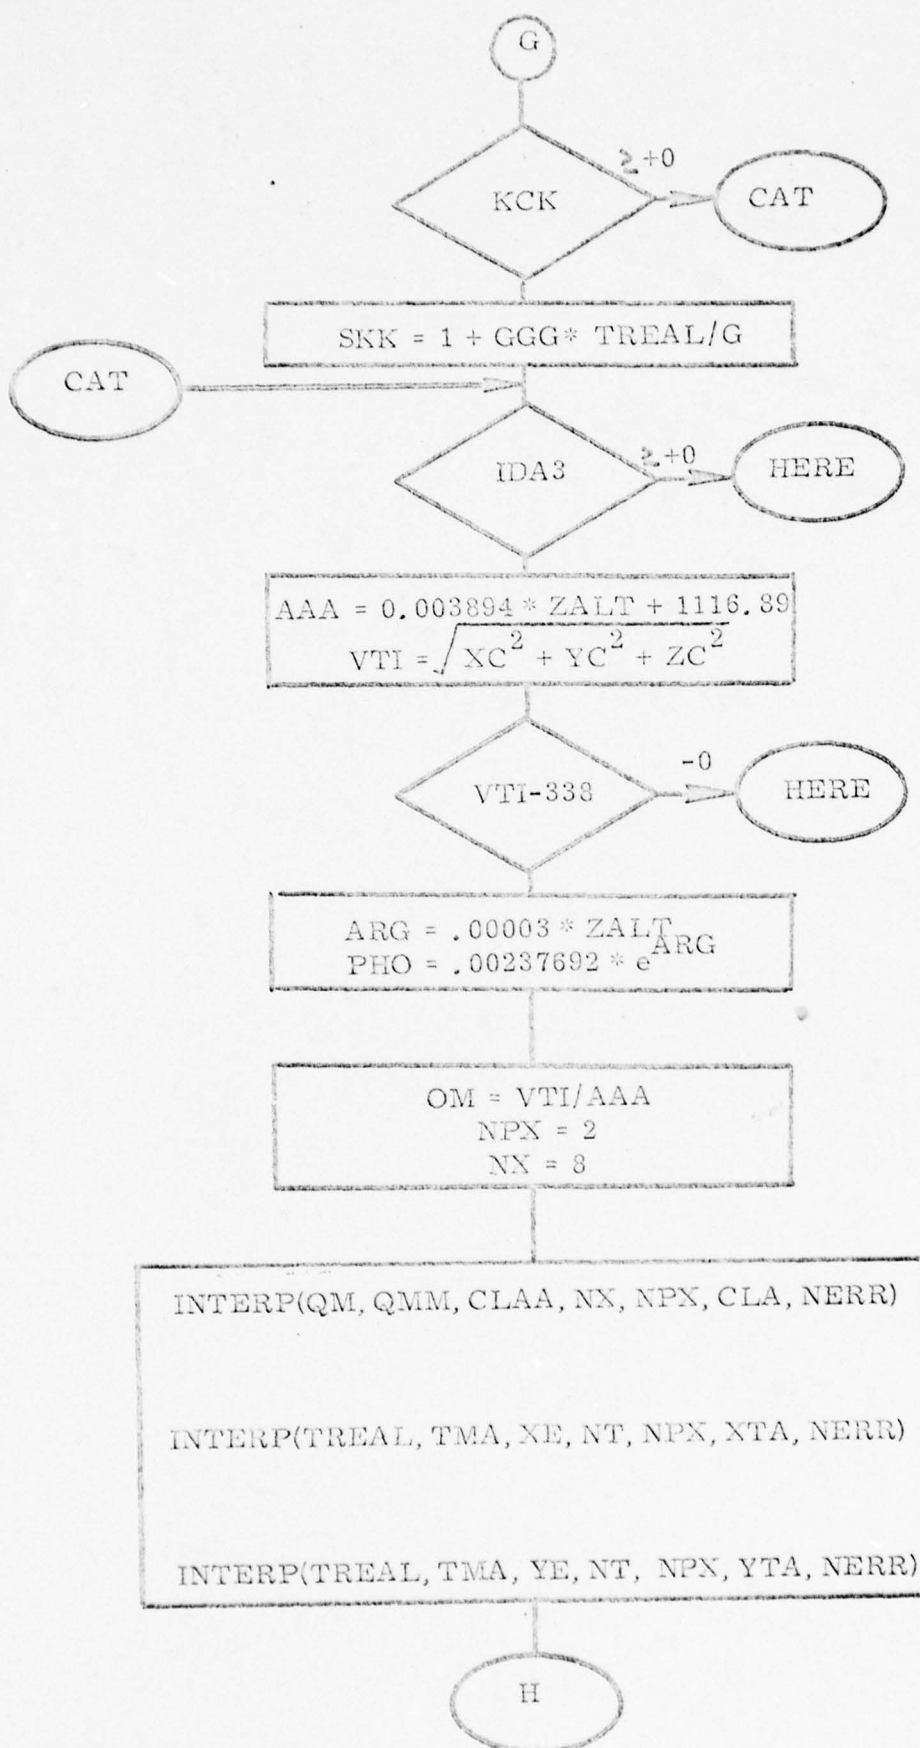 G
≥+0
KCK
CAT
SKK = 1 + GGG* TREAL/G
CAT
≥+0
IDA3
HERE
AAA = 0.003894 * ZALT + 1116.89
VTI = √XC² + YC² + ZC²
-0
VTI-338
HERE
ARG = .00003 * ZALT
PHO = .00237692 * e^ARG
OM = VTI/AAA
NPX = 2
NX = 8
INTERP(QM, QMM, CLAA, NX, NPX, CLA, NERR)
INTERP(TREAL, TMA, XE, NT, NPX, XTA, NERR)
INTERP(TREAL, TMA, YE, NT, NPX, YTA, NERR)
H